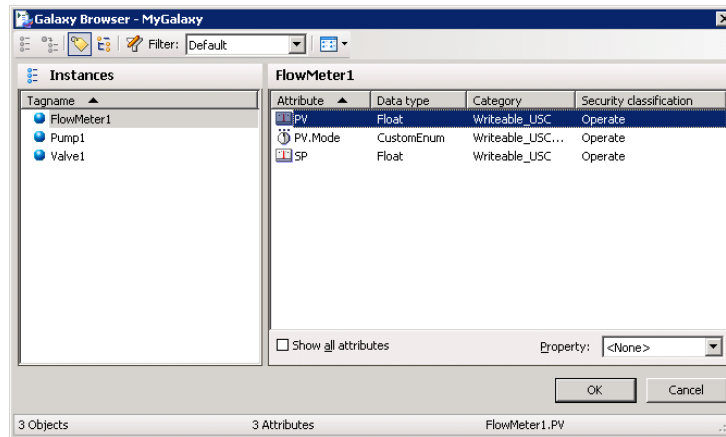 Galaxy Browser - MyGalaxy
Filter: Default
Instances
FlowMeter1
Tagname
Attribute Data type Category Security classification
FlowMeter1
PV Float Writeable_USC Operate
Pump1
PV.Mode CustomEnum Writeable_USC... Operate
Valve1
SP Float Writeable_USC Operate
Show all attributes
Property: <None>
OK Cancel
3 Objects 3 Attributes FlowMeter1.PV